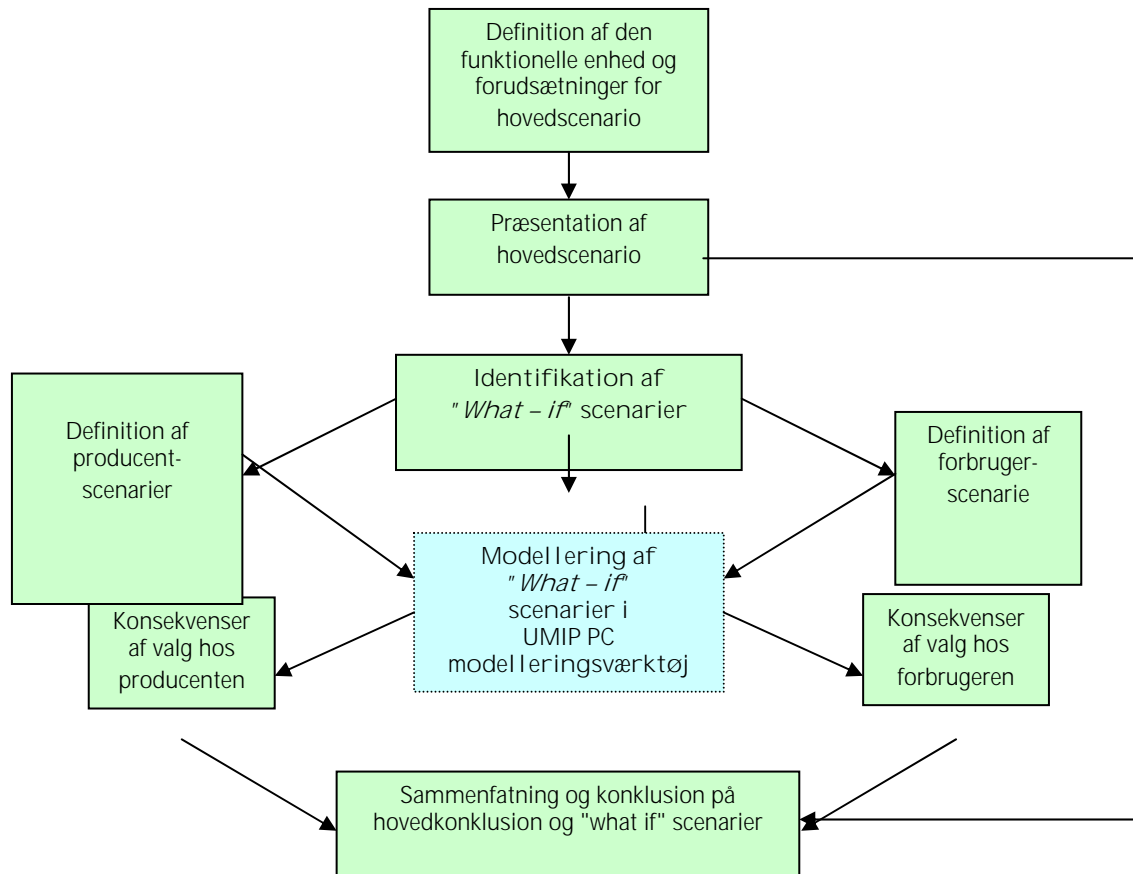 Definition af den
funktionelle enhed og
forudsætninger for
hovedscenario
Præsentation af
hovedscenario
Identifikation af
"What – if" scenarier
Definition af
producent-
scenarier
Definition af
forbruger-
scenarie
Modellering af
"What – if"
scenarier i
UMIP PC
modelleringsværktøj
Konsekvenser
af valg hos
producenten
Konsekvenser
af valg hos
forbrugeren
Sammenfatning og konklusion på
hovedkonklusion og "what if" scenarier